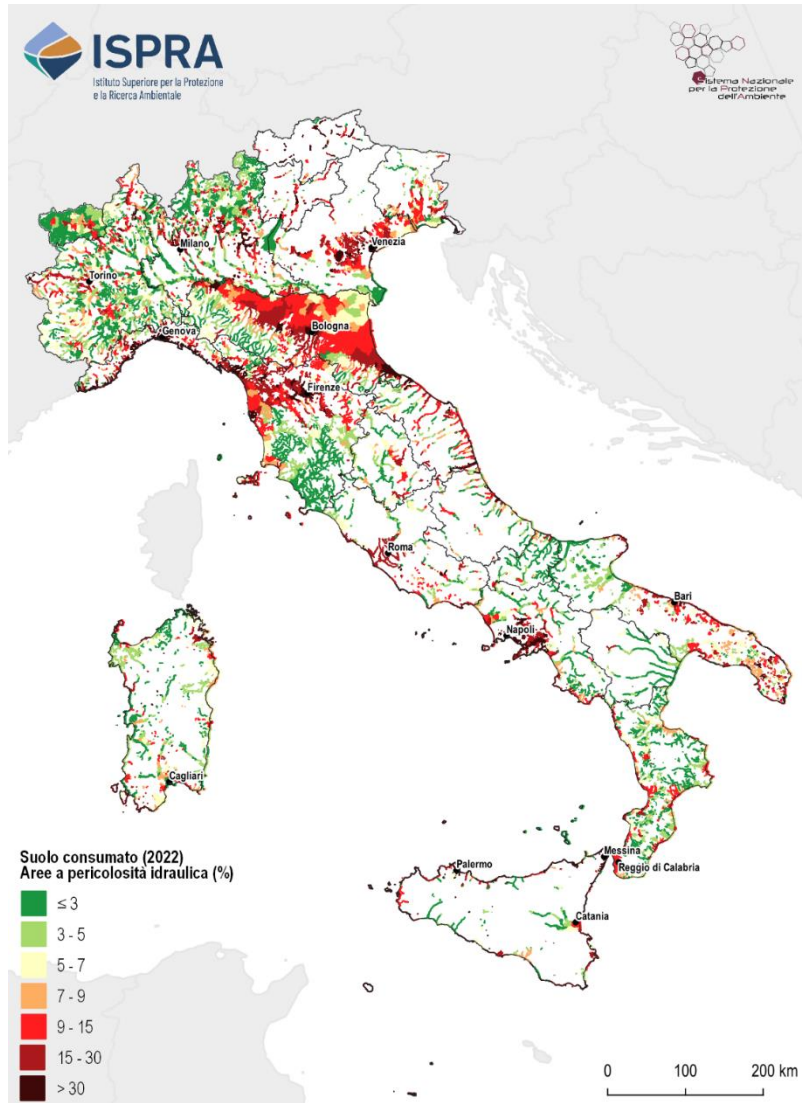 ISPRA
Istituto Superiore per la Protezione
e la Ricerca Ambientale
Sistema Nazionale
per la Protezione
dell'Ambiente
Milano
Venezia
Torino
Genova
Bologna
Firenze
Roma
Bari
Napoli
Cagliari
Palermo
Messina
Reggio di Calabria
Catania
Suolo consumato (2022)
Aree a pericolosità idraulica (%)
≤ 3
3 - 5
5 - 7
7 - 9
9 - 15
15 - 30
> 30
0 100 200 km